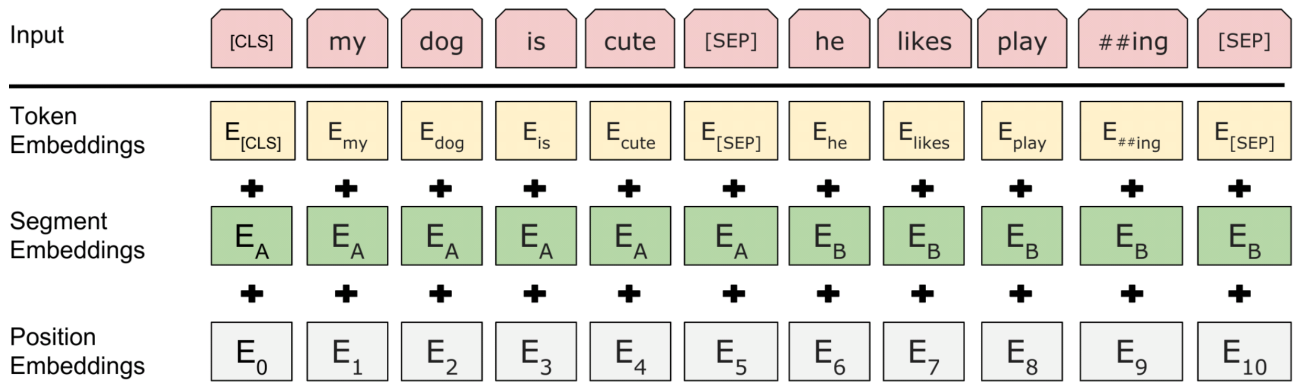 Input [CLS] my dog is cute [SEP] he likes play ##ing [SEP]
Token
Embeddings
E[CLS] Emy Edog Eis Ecute E[SEP] Ehe Elikes Eplay E##ing E[SEP]
+ + + + + + + + + + +
Segment
Embeddings
EA EA EA EA EA EA EB EB EB EB EB
+ + + + + + + + + + +
Position
Embeddings
E0 E1 E2 E3 E4 E5 E6 E7 E8 E9 E10